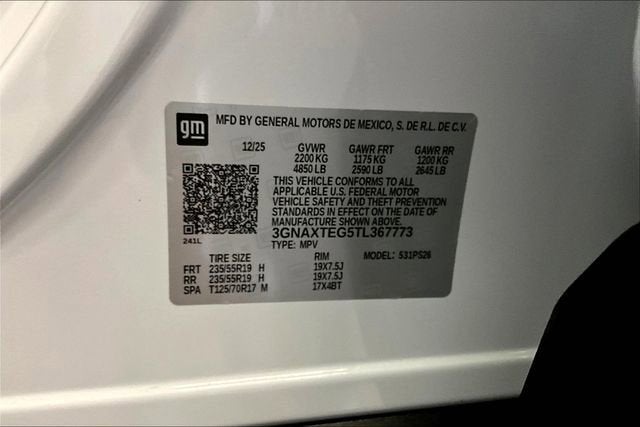 gm MFD BY GENERAL MOTORS DE MEXICO, S. DE R.L. DE C.V.
12/25 GVWR GAWR FRT GAWR RR
2200 KG 1175 KG 1200 KG
4850 LB 2590 LB 2645 LB
THIS VEHICLE CONFORMS TO ALL
APPLICABLE U.S. FEDERAL MOTOR
VEHICLE SAFETY AND THEFT PREVENTION
STANDARDS IN EFFECT ON THE DATE OF
MANUFACTURE SHOWN ABOVE.
3GNAXTEG5TL367773
241L TYPE: MPV
TIRE SIZE RIM MODEL: 531PS26
FRT 235/55R19 H 19X7.5J
RR 235/55R19 H 19X7.5J
SPA T125/70R17 M 17X4BT